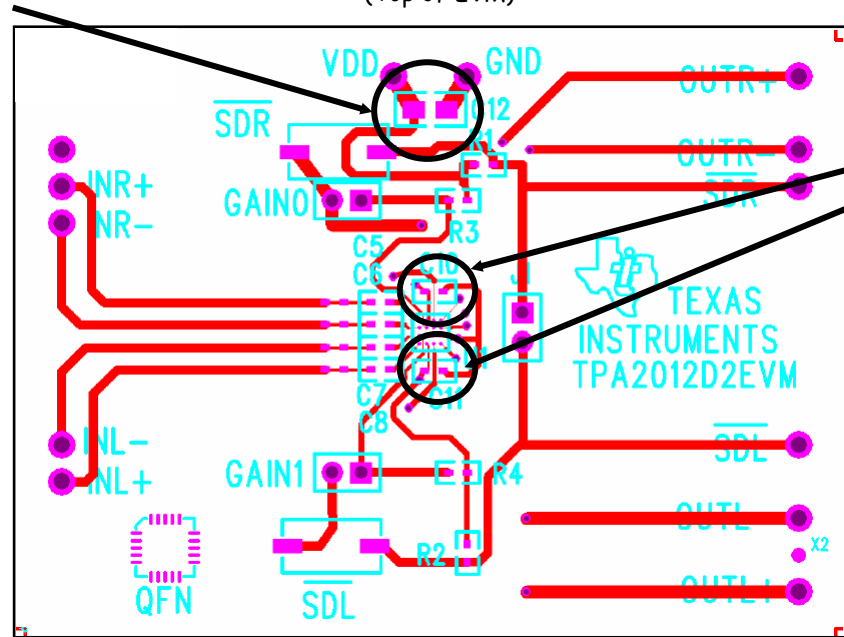 VDD
GND
C12
OUTR+
SDR
R1
OUTR-
INR+
GAIN0
SDR
INR-
R3
C5
C6
C10
J1
TEXAS
INSTRUMENTS
TPA2012D2EVM
C7
C11
C8
INL-
SDL
INL+
GAIN1
R4
OUTL
X2
R2
QFN
SDL
OUTL+